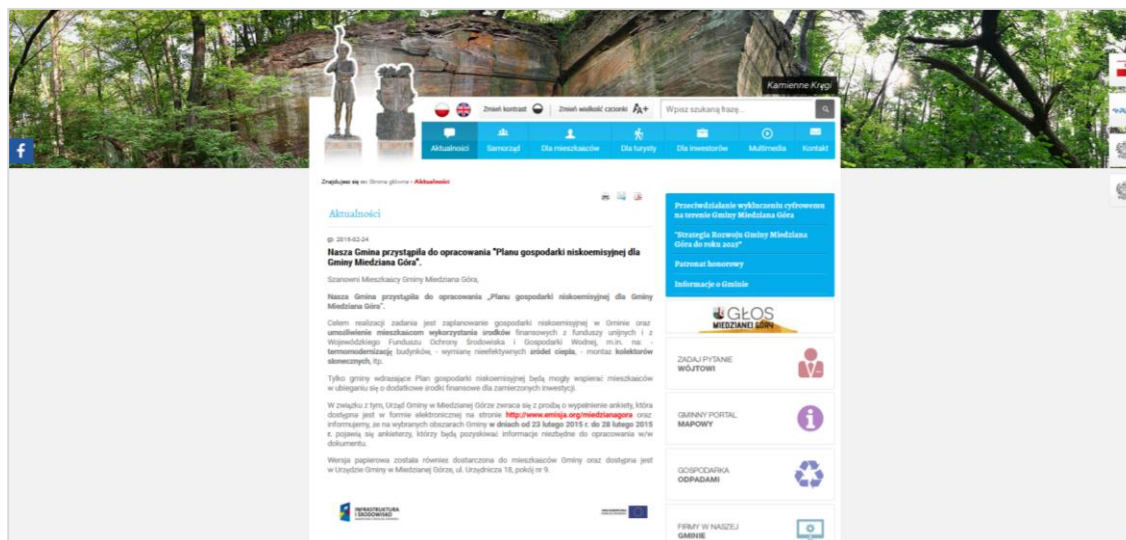 Kamienne Kręgi
Zmień kontrast Zmień wielkość czcionki A A+ Wpisz szukaną frazę...
Aktualności Samorząd Dla mieszkańców Dla turysty Dla inwestorów Multimedia Kontakt
Znajdujesz się w: Strona główna » Aktualności
Aktualności
2015-02-24
Nasza Gmina przystąpiła do opracowania "Planu gospodarki niskoemisyjnej dla
Gminy Miedziana Góra".
Szanowni Mieszkańcy Gminy Miedziana Góra,
Nasza Gmina przystąpiła do opracowania „Planu gospodarki niskoemisyjnej dla Gminy
Miedziana Góra".
Celem realizacji zadania jest zaplanowanie gospodarki niskoemisyjnej w Gminie oraz
umożliwienie mieszkańcom wykorzystania środków finansowych z funduszy unijnych i z
Wojewódzkiego Funduszu Ochrony Środowiska i Gospodarki Wodnej, m.in. na: -
termomodernizację budynków, - wymianę nieefektywnych źródeł ciepła, - montaż kolektorów
słonecznych, itp.
Tylko gminy wdrażające Plan gospodarki niskoemisyjnej będą mogły wspierać mieszkańców
w ubieganiu się o dodatkowe środki finansowe dla zamierzonych inwestycji.
W związku z tym, Urząd Gminy w Miedzianej Górze zwraca się z prośbą o wypełnienie ankiety, która
dostępna jest w formie elektronicznej na stronie http://www.emisja.org/miedzianagora oraz
informujemy, że na wybranych obszarach Gminy w dniach od 23 lutego 2015 r. do 28 lutego 2015
r. pojawią się ankieterzy, którzy będą pozyskiwać informacje niezbędne do opracowania w/w
dokumentu.
Wersja papierowa została również dostarczona do mieszkańców Gminy oraz dostępna jest
w Urzędzie Gminy w Miedzianej Górze, ul. Urzędnicza 18, pokój nr 9.
INFRASTRUKTURA
I ŚRODOWISKO
Przeciwdziałanie wykluczeniu cyfrowemu
na terenie Gminy Miedziana Góra
"Strategia Rozwoju Gminy Miedziana
Góra do roku 2025"
Patronat honorowy
Informacje o Gminie
GŁOS
MIEDZIANEJ GÓRY
ZADAJ PYTANIE
WÓJTOWI
GMINNY PORTAL
MAPOWY
GOSPODARKA
ODPADAMI
FIRMY W NASZEJ
GMINIE